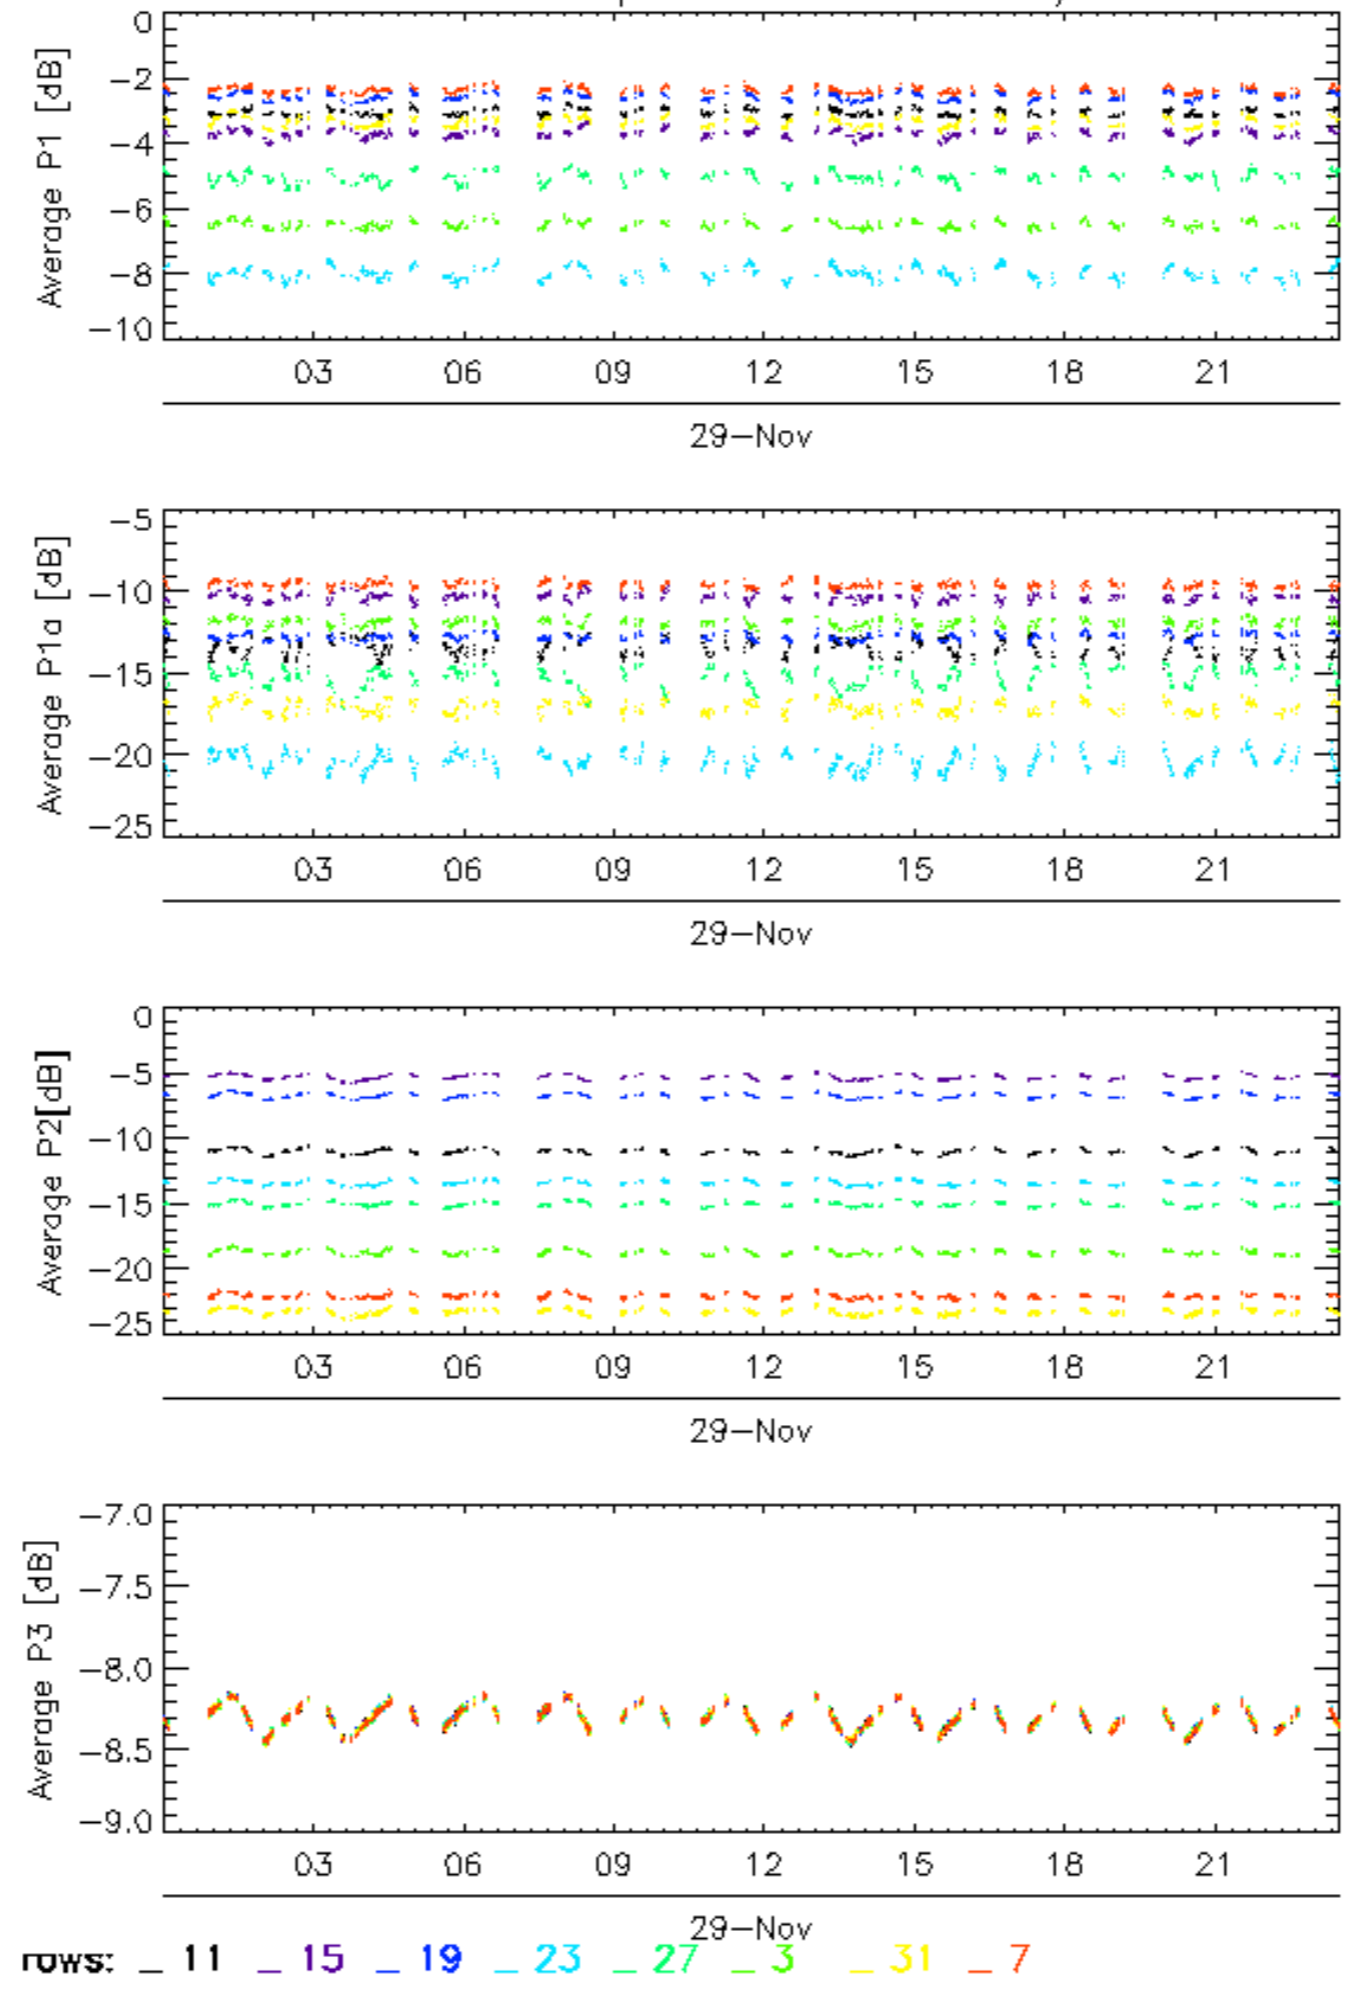 0
−2
−4
−6
−8
−10
Average P1 [dB]
03 06 09 12 15 18 21
29−Nov
−5
−10
−15
−20
−25
Average P1a [dB]
03 06 09 12 15 18 21
29−Nov
0
−5
−10
−15
−20
−25
Average P2[dB]
03 06 09 12 15 18 21
29−Nov
−7.0
−7.5
−8.0
−8.5
−9.0
Average P3 [dB]
03 06 09 12 15 18 21
29−Nov
rows: _ 11 _ 15 _ 19 _ 23 _ 27 _ 3 _ 31 _ 7